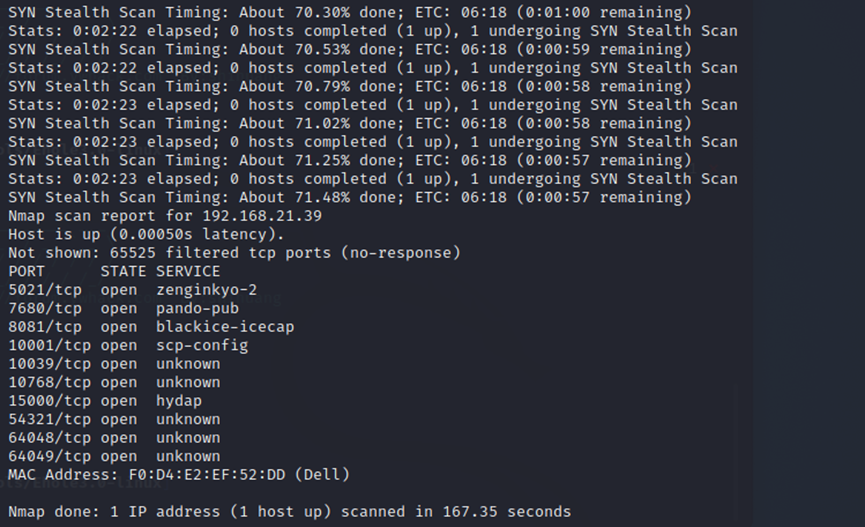 SYN Stealth Scan Timing: About 70.30% done; ETC: 06:18 (0:01:00 remaining)
Stats: 0:02:22 elapsed; 0 hosts completed (1 up), 1 undergoing SYN Stealth Scan
SYN Stealth Scan Timing: About 70.53% done; ETC: 06:18 (0:00:59 remaining)
Stats: 0:02:22 elapsed; 0 hosts completed (1 up), 1 undergoing SYN Stealth Scan
SYN Stealth Scan Timing: About 70.79% done; ETC: 06:18 (0:00:58 remaining)
Stats: 0:02:23 elapsed; 0 hosts completed (1 up), 1 undergoing SYN Stealth Scan
SYN Stealth Scan Timing: About 71.02% done; ETC: 06:18 (0:00:58 remaining)
Stats: 0:02:23 elapsed; 0 hosts completed (1 up), 1 undergoing SYN Stealth Scan
SYN Stealth Scan Timing: About 71.25% done; ETC: 06:18 (0:00:57 remaining)
Stats: 0:02:23 elapsed; 0 hosts completed (1 up), 1 undergoing SYN Stealth Scan
SYN Stealth Scan Timing: About 71.48% done; ETC: 06:18 (0:00:57 remaining)
Nmap scan report for 192.168.21.39
Host is up (0.00050s latency).
Not shown: 65525 filtered tcp ports (no-response)
PORT      STATE SERVICE
5021/tcp  open  zenginkyo-2
7680/tcp  open  pando-pub
8081/tcp  open  blackice-icecap
10001/tcp open  scp-config
10039/tcp open  unknown
10768/tcp open  unknown
15000/tcp open  hydap
54321/tcp open  unknown
64048/tcp open  unknown
64049/tcp open  unknown
MAC Address: F0:D4:E2:EF:52:DD (Dell)
Nmap done: 1 IP address (1 host up) scanned in 167.35 seconds